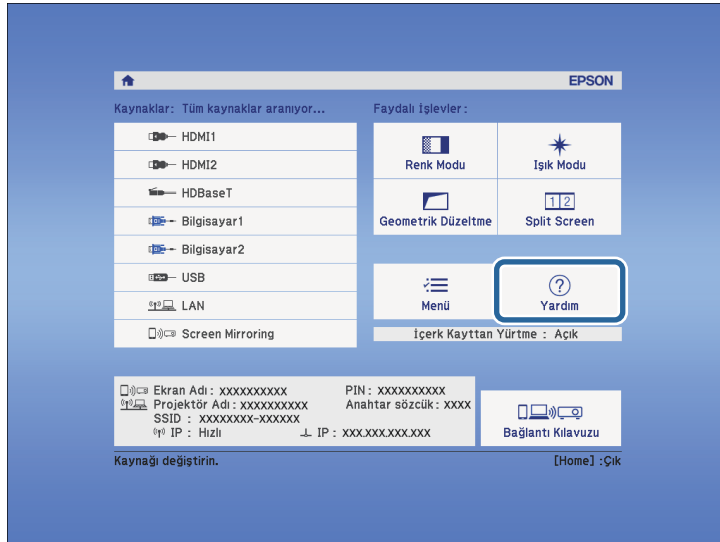 EPSON
Kaynaklar: Tüm kaynaklar aranıyor...
HDMI1
HDMI2
HDBaseT
Bilgisayar1
Bilgisayar2
USB
LAN
Screen Mirroring
Faydalı İşlevler:
Renk Modu
Işık Modu
Geometrik Düzeltme
1 2
Split Screen
Menü
? Yardım
İçerk Kayttan Yürtme : Açık
Ekran Adı : xxxxxxxxxx PIN : xxxxxxxxxx
Projektör Adı : xxxxxxxxxx Anahtar sözcük : xxxx
SSID : xxxxxxxx-xxxxxx
IP : Hızlı IP : xxx.xxx.xxx.xxx
Bağlantı Kılavuzu
Kaynağı değiştirin. [Home] :Çık